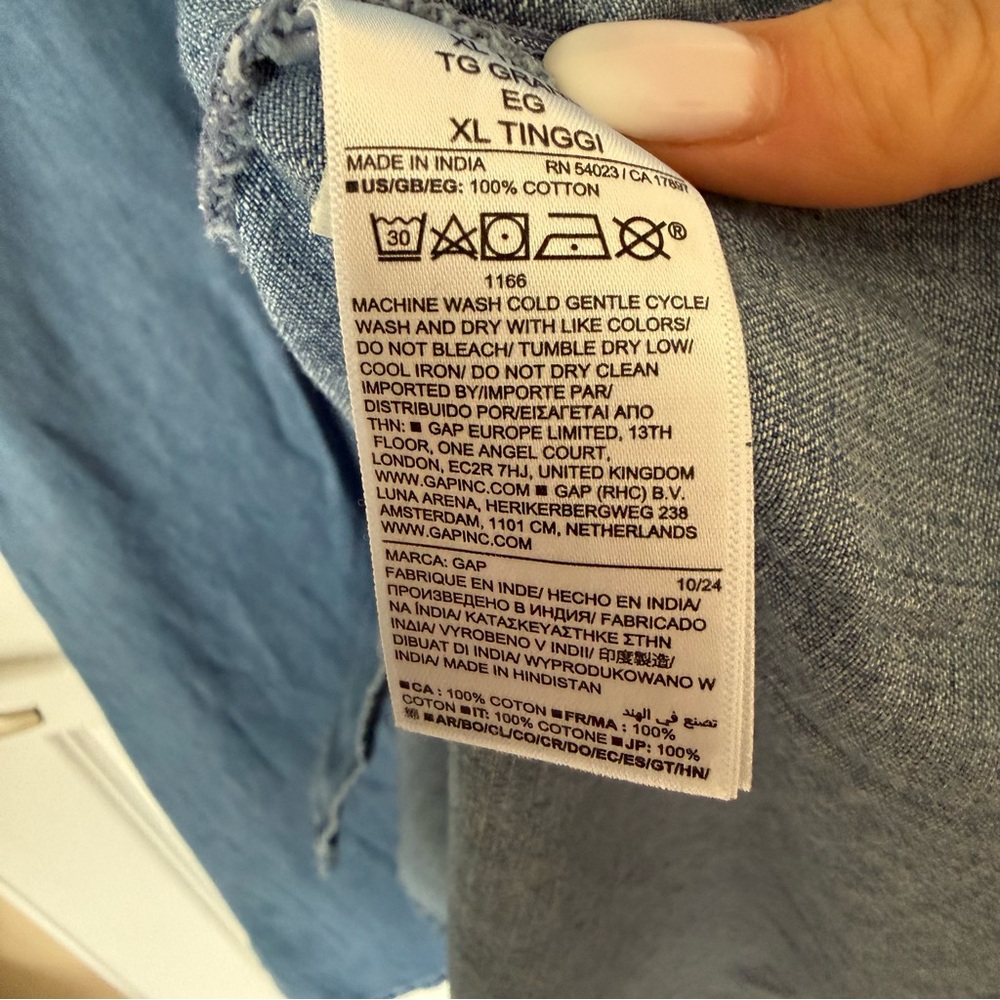 TG
EG
XL TINGGI
MADE IN INDIA RN 54023 / CA 17897
■US/GB/EG: 100% COTTON
30 ®
1166
MACHINE WASH COLD GENTLE CYCLE/
WASH AND DRY WITH LIKE COLORS/
DO NOT BLEACH/ TUMBLE DRY LOW/
COOL IRON/ DO NOT DRY CLEAN
IMPORTED BY/IMPORTE PAR/
DISTRIBUIDO POR/ΕΙΣΑΓΕΤΑΙ ΑΠΟ
ΤΗΝ: ■ GAP EUROPE LIMITED, 13TH
FLOOR, ONE ANGEL COURT,
LONDON, EC2R 7HJ, UNITED KINGDOM
WWW.GAPINC.COM ■ GAP (RHC) B.V.
LUNA ARENA, HERIKERBERGWEG 238
AMSTERDAM, 1101 CM, NETHERLANDS
WWW.GAPINC.COM
MARCA: GAP 10/24
FABRIQUE EN INDE/ HECHO EN INDIA/
ПРОИЗВЕДЕНО В ИНДИЯ/ FABRICADO
NA ÍNDIA/ ΚΑΤΑΣΚΕΥΑΣΤΗΚΕ ΣΤΗΝ
ΙΝΔΙΑ/ VYROBENO V INDII/ 印度製造/
DIBUAT DI INDIA/ WYPRODUKOWANO W
INDIA/ MADE IN HINDISTAN
تصنع في الهند
■CA : 100% COTON ■FR/MA : 100%
COTON ■IT: 100% COTONE ■JP: 100%
綿 ■AR/BO/CL/CO/CR/DO/EC/ES/GT/HN/